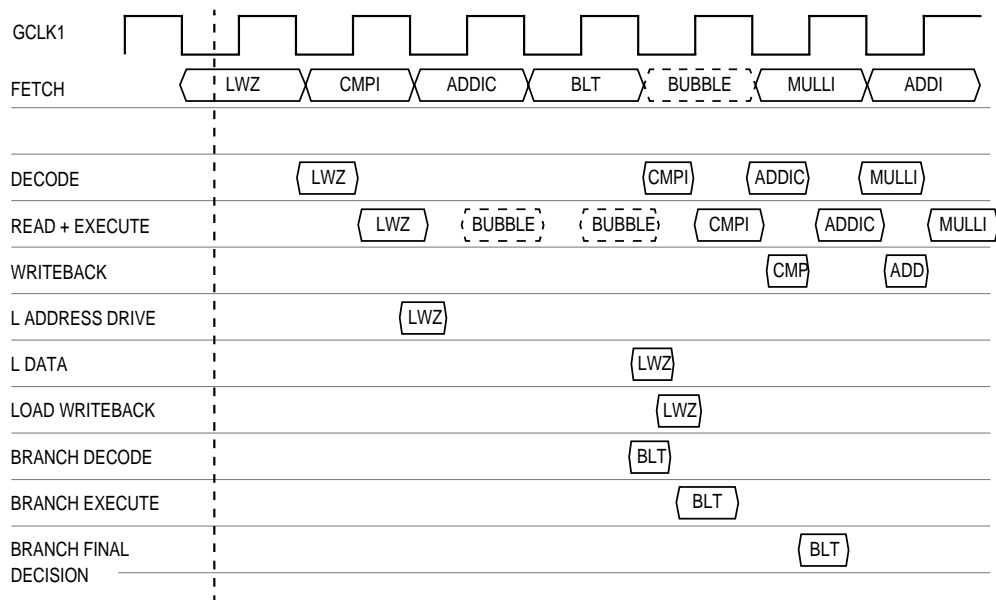 GCLK1
FETCH LWZ CMPI ADDIC BLT BUBBLE MULLI ADDI
DECODE LWZ CMPI ADDIC MULLI
READ + EXECUTE LWZ BUBBLE BUBBLE CMPI ADDIC MULLI
WRITEBACK CMP ADD
L ADDRESS DRIVE LWZ
L DATA LWZ
LOAD WRITEBACK LWZ
BRANCH DECODE BLT
BRANCH EXECUTE BLT
BRANCH FINAL BLT
DECISION